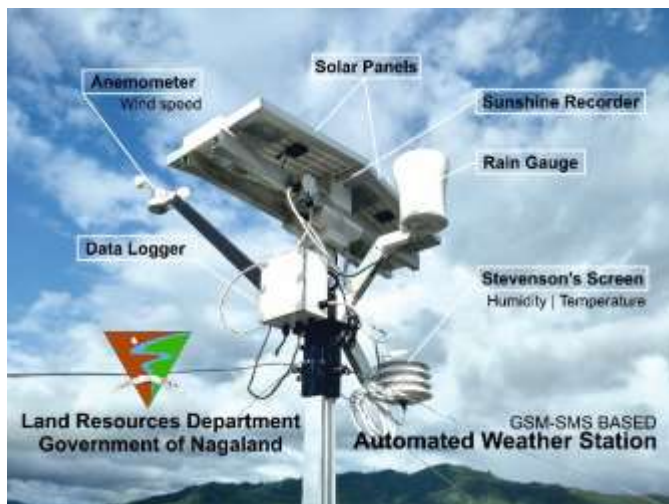 Solar Panels
Anemometer
Wind speed
Sunshine Recorder
Rain Gauge
Data Logger
Stevenson's Screen
Humidity | Temperature
Land Resources Department
Government of Nagaland
GSM-SMS BASED
Automated Weather Station